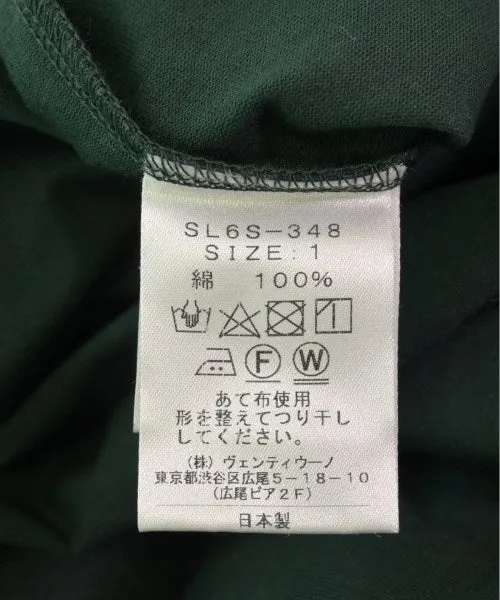 SL6S-348
SIZE:1
綿 100%
F W
あて布使用
形を整えてつり干し
してください。
(株)ヴェンティウーノ
東京都渋谷区広尾5-18-10
(広尾ピア2F)
日本製